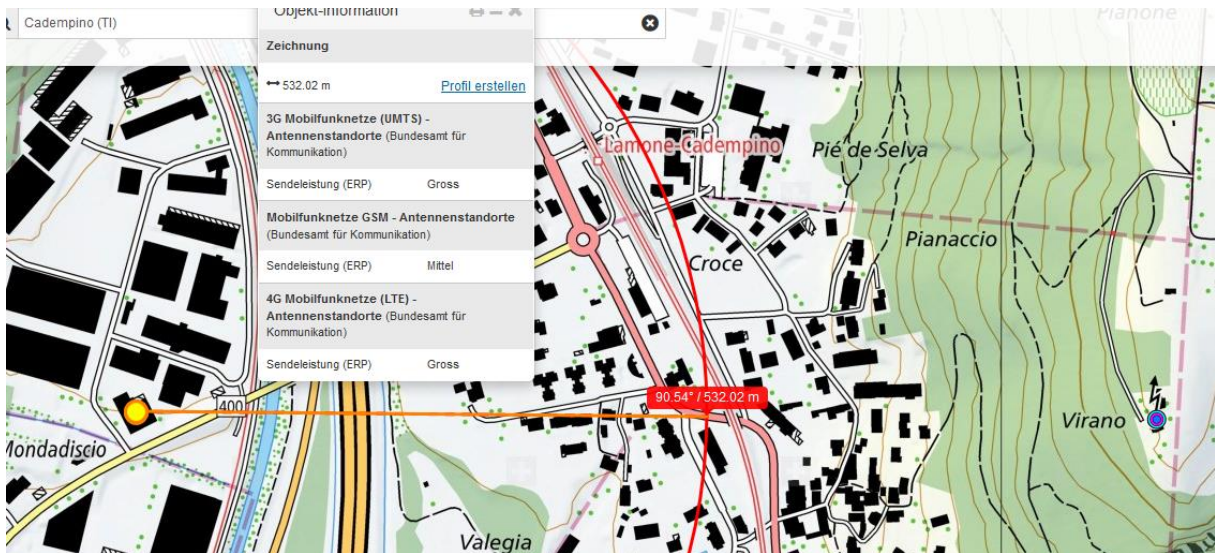 Cadempino (TI)
Objekt-Information
Zeichnung
532.02 m
Profil erstellen
3G Mobilfunknetze (UMTS) -
Antennenstandorte (Bundesamt für
Kommunikation)
Sendeleistung (ERP) Gross
Mobilfunknetze GSM - Antennenstandorte
(Bundesamt für Kommunikation)
Sendeleistung (ERP) Mittel
4G Mobilfunknetze (LTE) -
Antennenstandorte (Bundesamt für
Kommunikation)
Sendeleistung (ERP) Gross
Pianone
Lamone-Cadempino
Pié de Selva
Pianaccio
Croce
90.54° / 532.02 m
400
Virano
Mondadiscio
Valegia